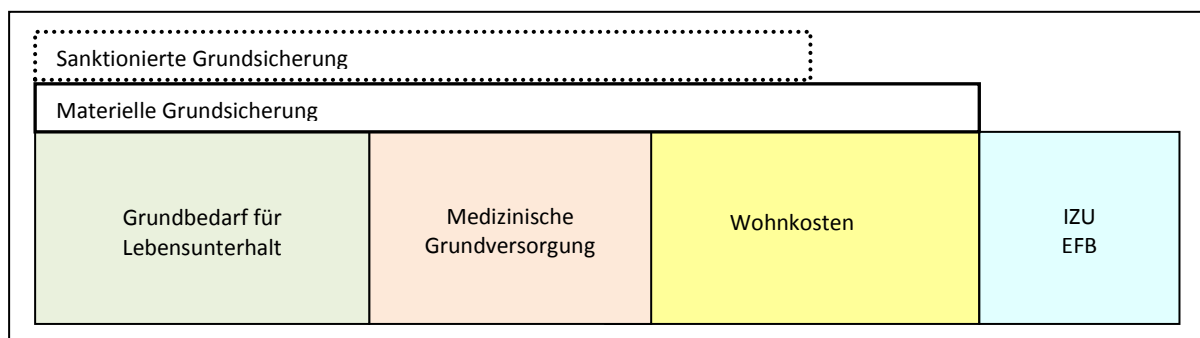 Sanktionierte Grundsicherung
Materielle Grundsicherung
Grundbedarf für
Lebensunterhalt
Medizinische
Grundversorgung
Wohnkosten
IZU
EFB